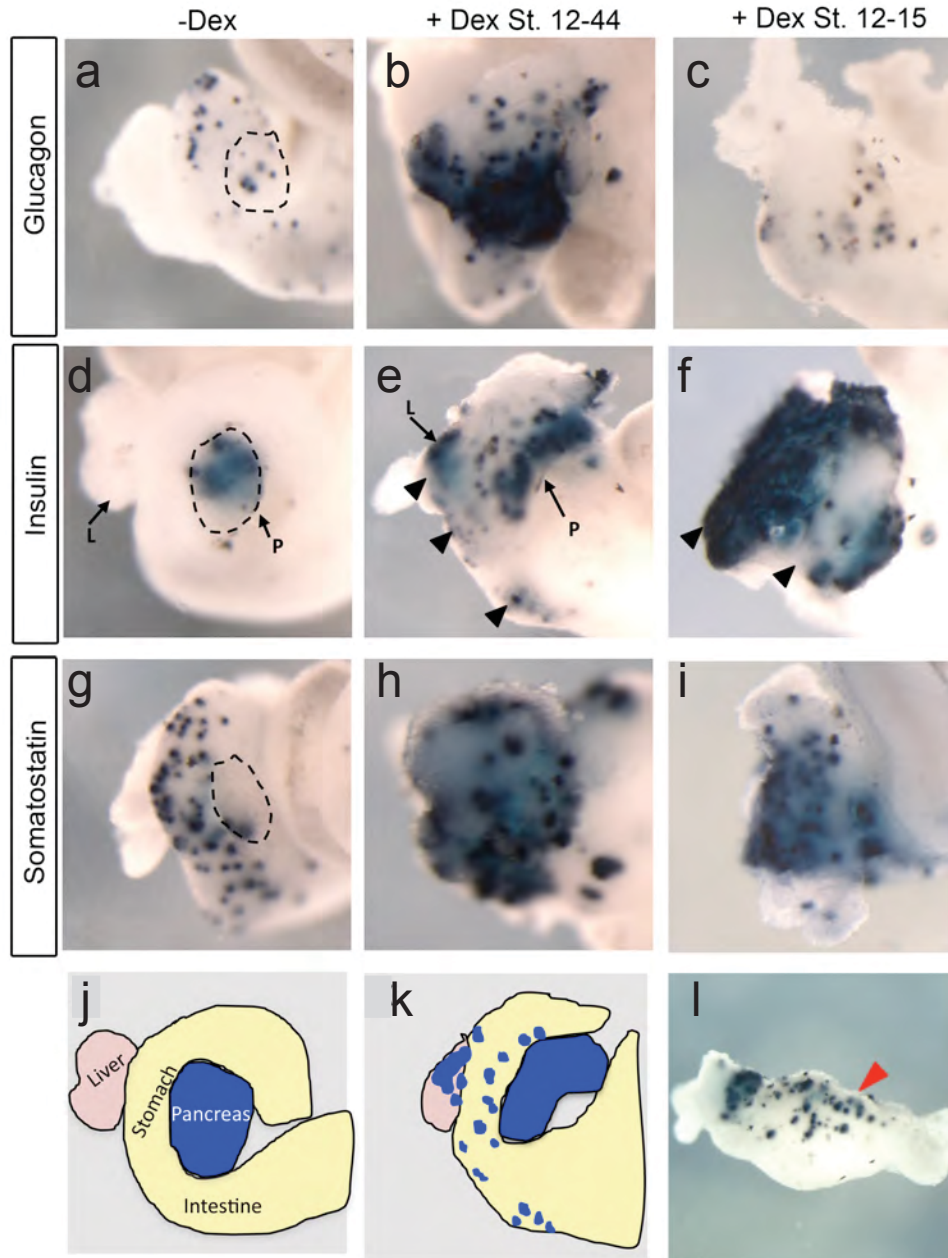 -Dex
+ Dex St. 12-44
+ Dex St. 12-15
Glucagon
a
b
c
Insulin
d
L
P
e
L
P
f
Somatostatin
g
h
i
j
Liver
Stomach
Pancreas
Intestine
k
l